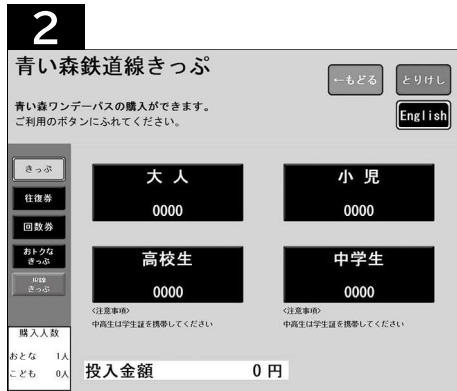 2
青い森鉄道線きっぷ
←もどる
とりけし
青い森ワンデーパスの購入ができます。
ご利用のボタンにふれてください。
English
きっぷ
往復券
回数券
おトクな
きっぷ
きっぷ
大人
0000
小児
0000
高校生
0000
中学生
0000
<注意事項>
中高生は学生証を携帯してください
<注意事項>
中高生は学生証を携帯してください
購入人数
おとな 1人
こども 0人
投入金額 0円